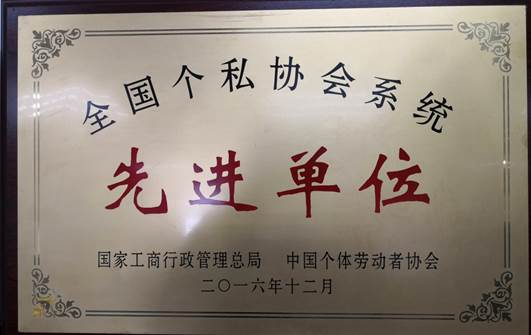 全国个私协会系统
先进单位
国家工商行政管理总局 中国个体劳动者协会
二〇一六年十二月